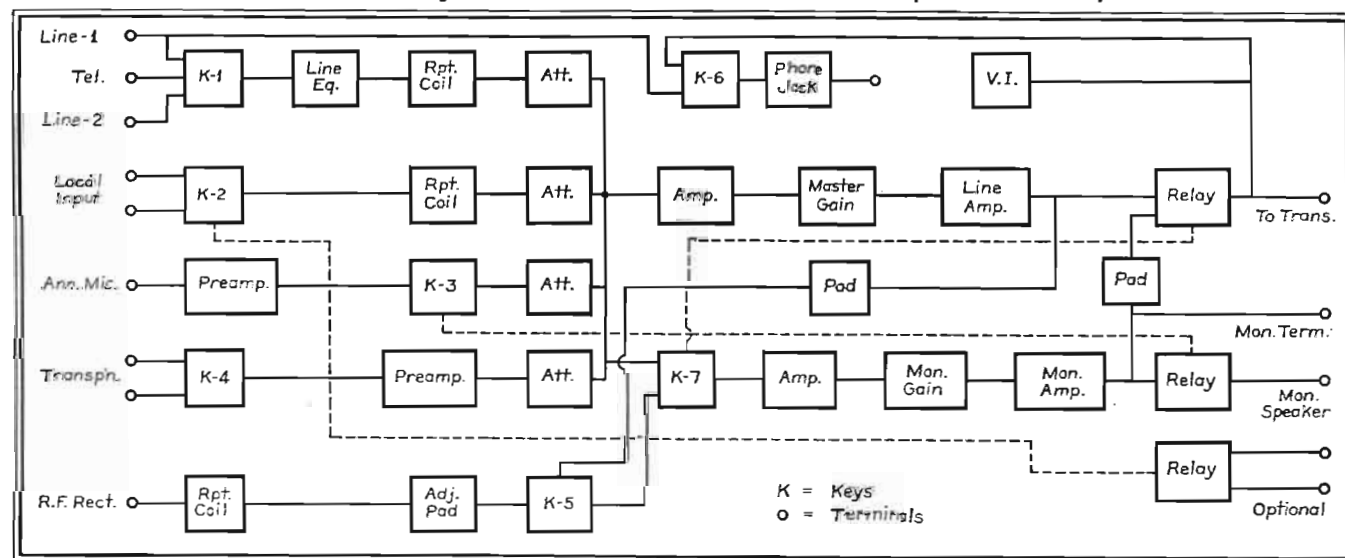 Line-1
Tel.
Line-2
K-1
Line
Eq.
Rpt.
Coil
Att.
K-6
Phone
Jack
V.I.
Local
Input
K-2
Rpt.
Coil
Att.
Amp.
Master
Gain
Line
Amp.
Relay
To Trans.
Ann. Mic.
Preamp.
K-3
Att.
Pad
Pad
Mon. Term.
Transp'n.
K-4
Preamp.
Att.
K-7
Amp.
Mon.
Gain
Mon.
Amp.
Relay
Mon.
Speaker
R.F. Rect.
Rpt
Coil
Adj.
Pad
K-5
Relay
Optional
K = Keys
o = Terminals